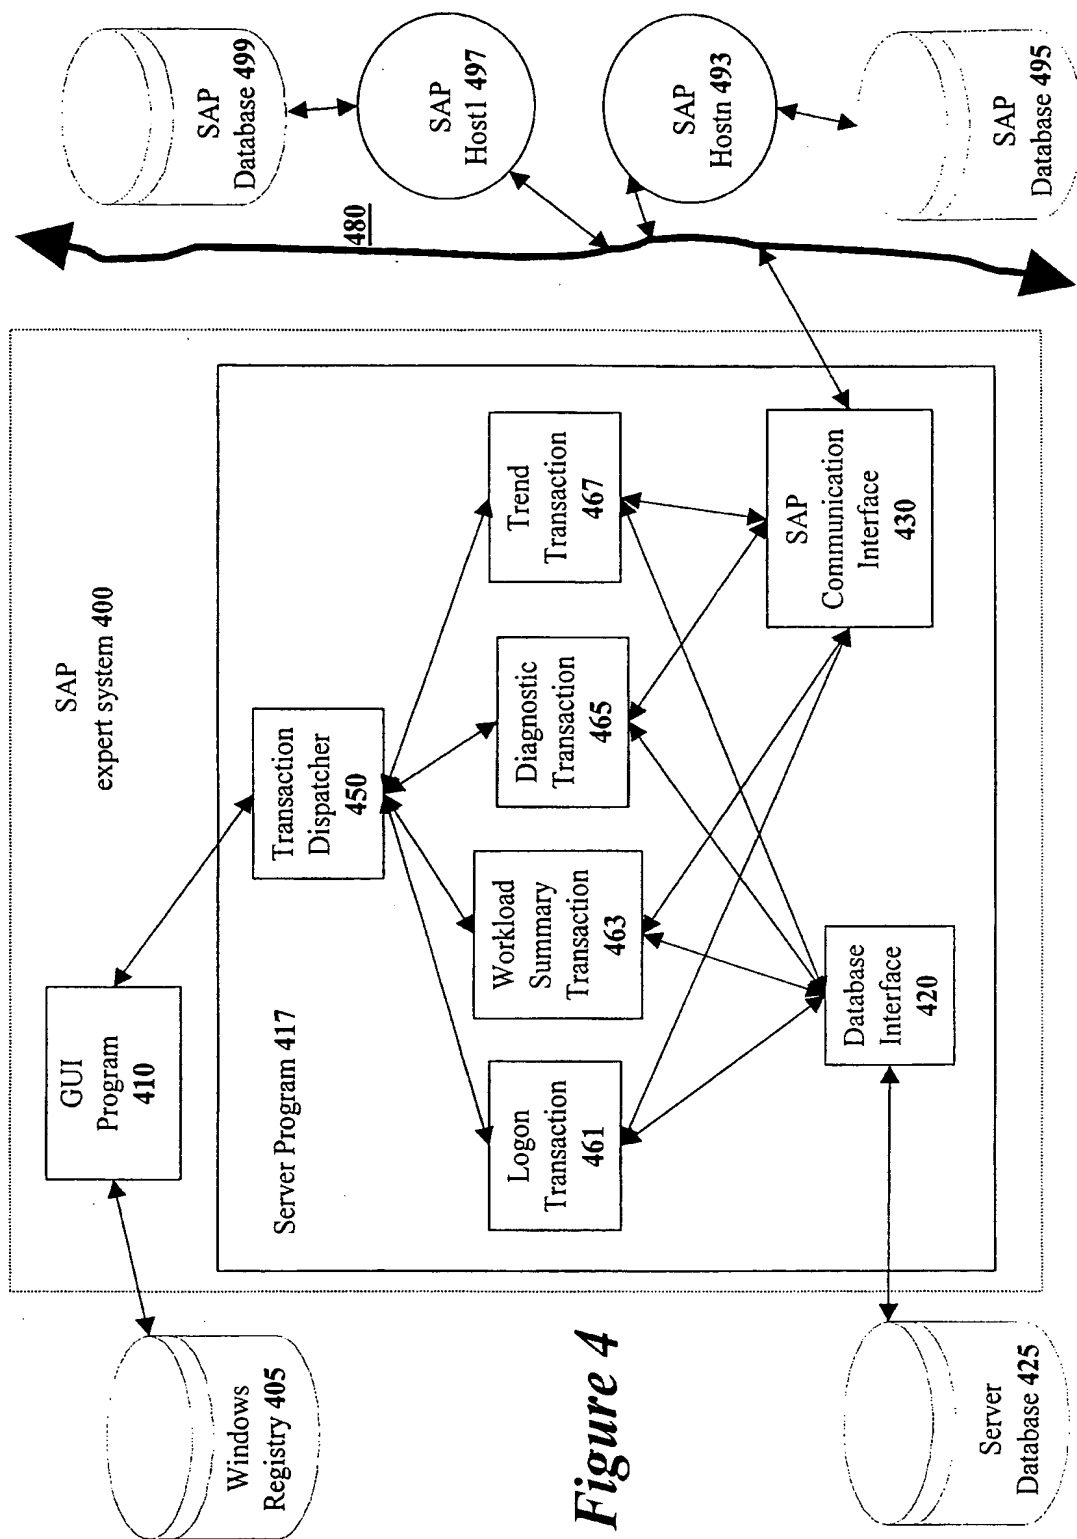 Windows
Registry 405
GUI
Program
410
SAP
expert system 400
480
SAP
Database 499
SAP
Host1 497
SAP
Hostn 493
SAP
Database 495
Server Program 417
Transaction
Dispatcher
450
Logon
Transaction
461
Workload
Summary
Transaction
463
Diagnostic
Transaction
465
Trend
Transaction
467
Database
Interface
420
SAP
Communication
Interface
430
Server
Database 425
Figure 4